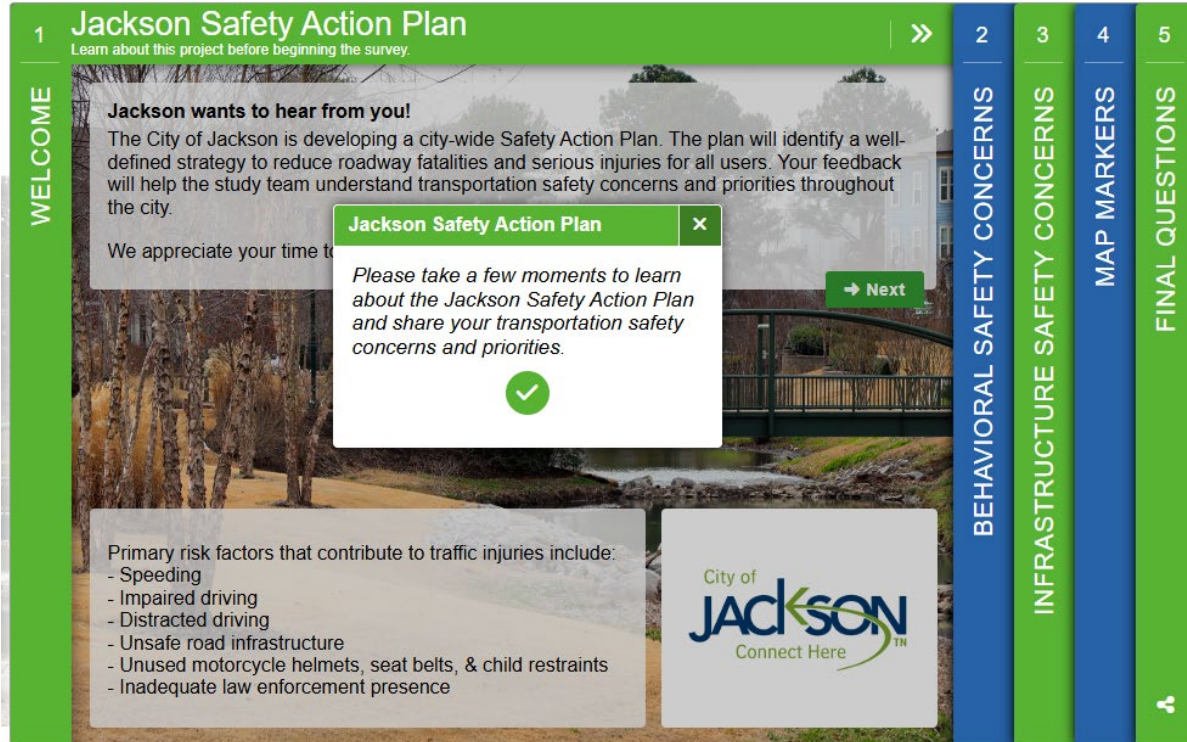 1
WELCOME
Jackson Safety Action Plan
Learn about this project before beginning the survey.
Jackson wants to hear from you!
The City of Jackson is developing a city-wide Safety Action Plan. The plan will identify a well-
defined strategy to reduce roadway fatalities and serious injuries for all users. Your feedback
will help the study team understand transportation safety concerns and priorities throughout
the city.
We appreciate your time to
Jackson Safety Action Plan
Please take a few moments to learn
about the Jackson Safety Action Plan
and share your transportation safety
concerns and priorities.
Next
Primary risk factors that contribute to traffic injuries include:
- Speeding
- Impaired driving
- Distracted driving
- Unsafe road infrastructure
- Unused motorcycle helmets, seat belts, & child restraints
- Inadequate law enforcement presence
City of
JACKSON
TN
Connect Here
2
BEHAVIORAL SAFETY CONCERNS
3
INFRASTRUCTURE SAFETY CONCERNS
4
MAP MARKERS
5
FINAL QUESTIONS